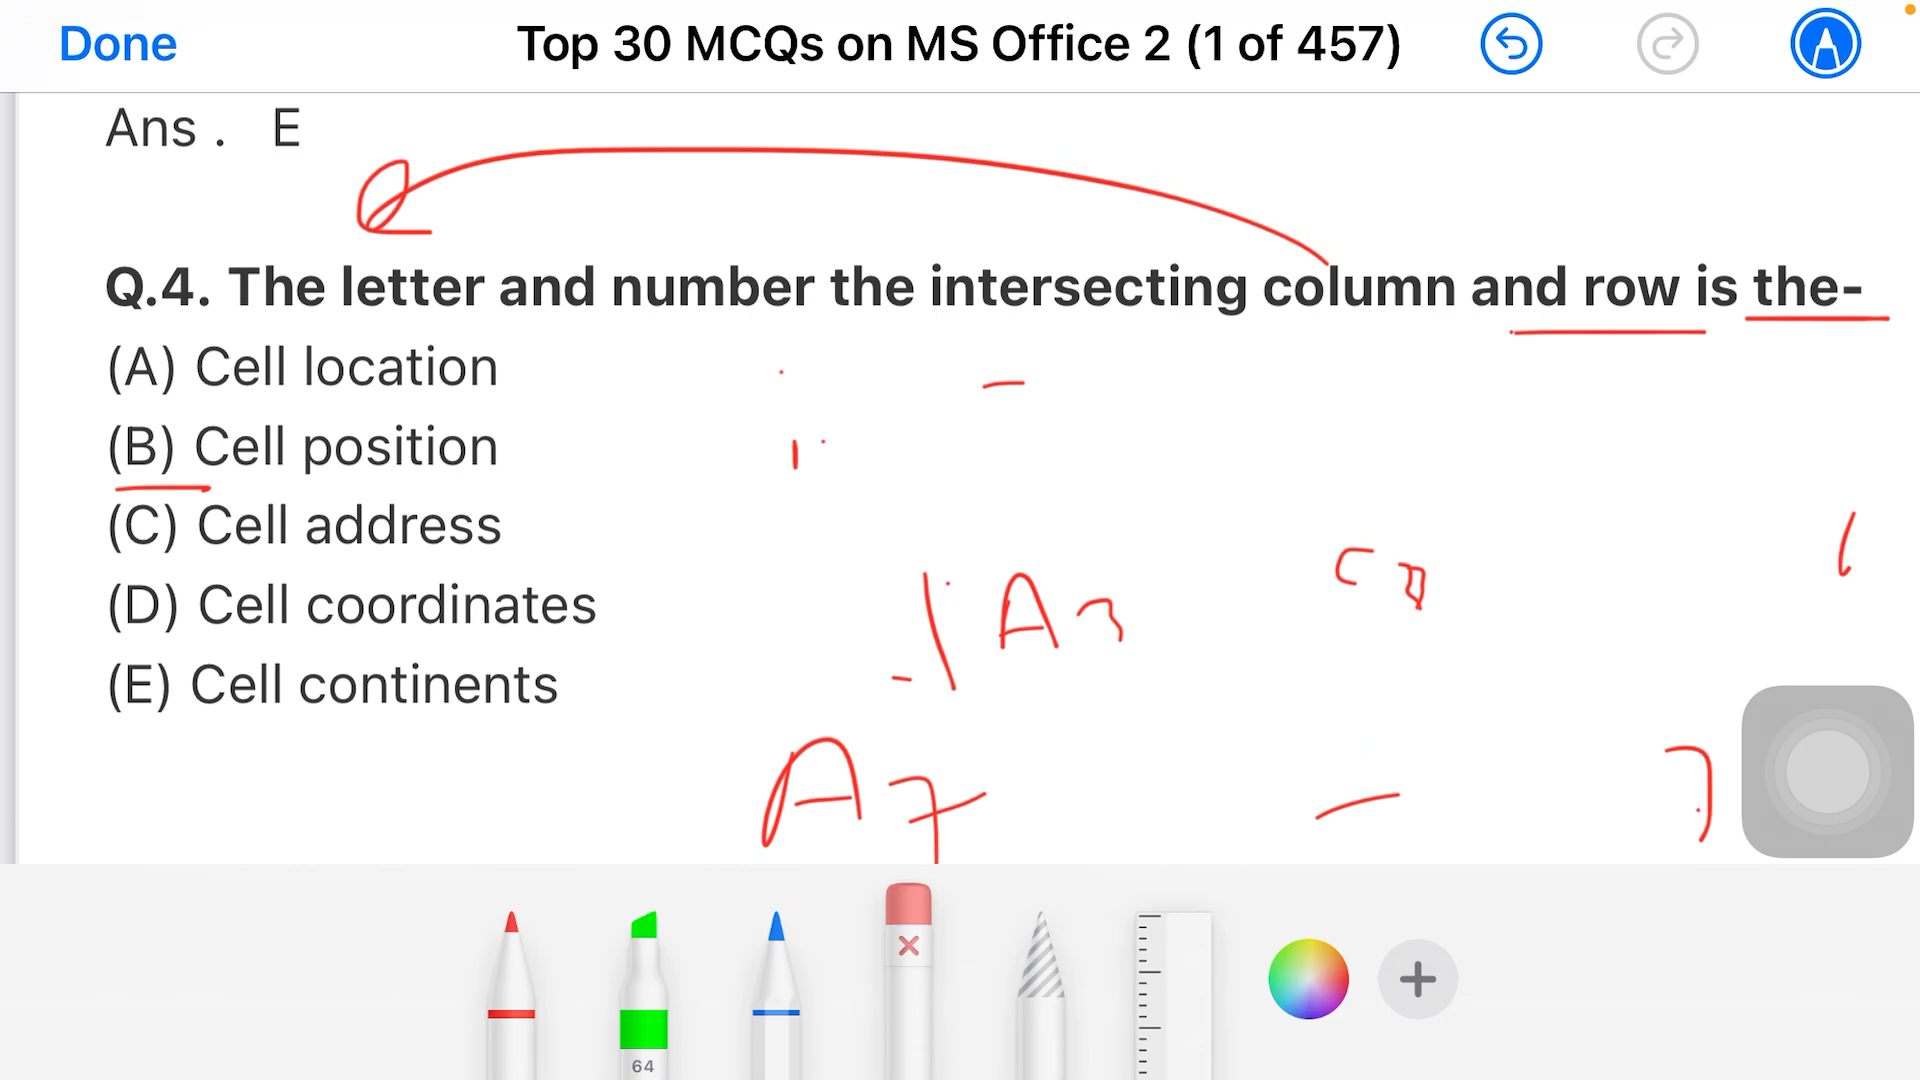 Done Top 30 MCQs on MS Office 2 (1 of 457)
Ans . E
Q.4. The letter and number the intersecting column and row is the-
(A) Cell location
(B) Cell position
(C) Cell address
(D) Cell coordinates
(E) Cell continents
A7
64